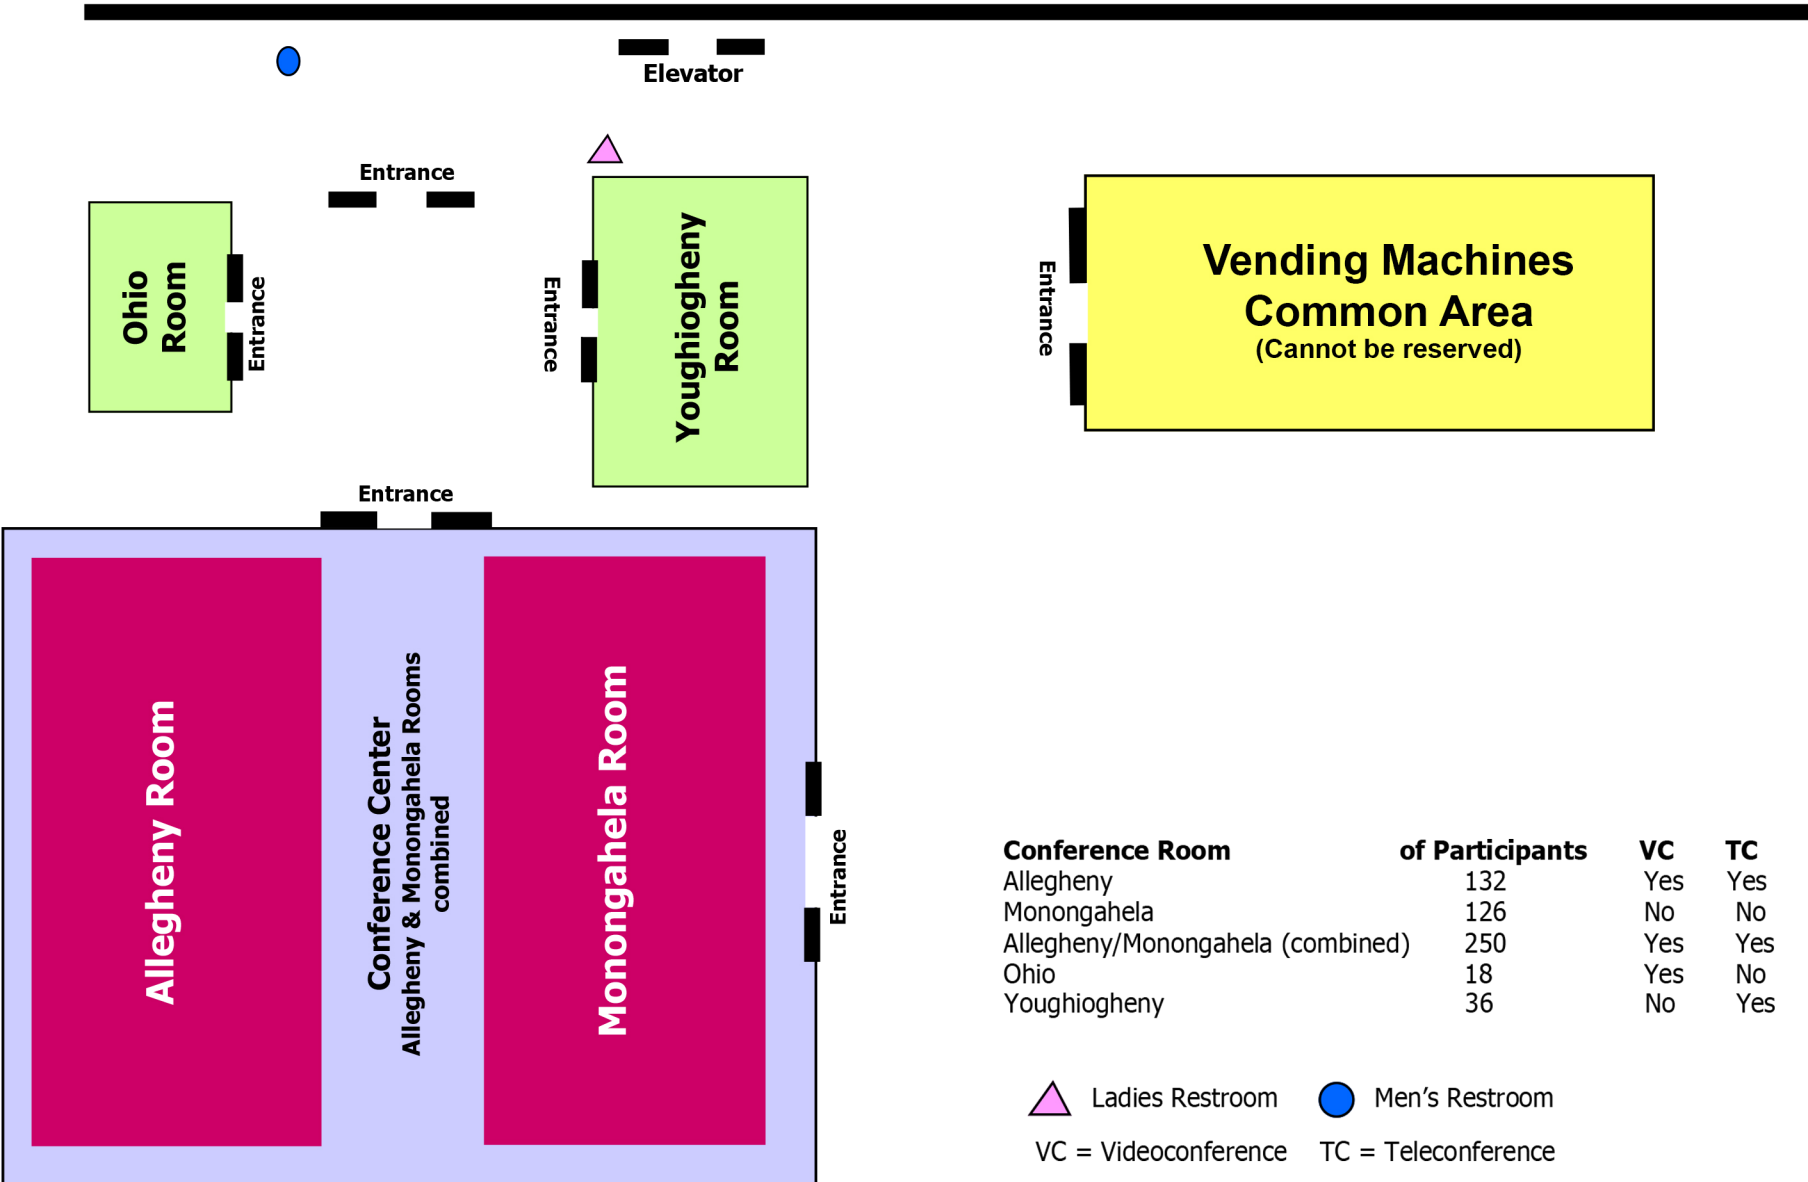 Elevator
Entrance
Ohio
Room
Entrance
Entrance
Youghiogheny
Room
Entrance
Vending Machines
Common Area
(Cannot be reserved)
Entrance
Allegheny Room
Conference Center
Allegheny & Monongahela Rooms
combined
Monongahela Room
Entrance
Conference Room of Participants VC TC
Allegheny 132 Yes Yes
Monongahela 126 No No
Allegheny/Monongahela (combined) 250 Yes Yes
Ohio 18 Yes No
Youghiogheny 36 No Yes
Ladies Restroom Men’s Restroom
VC = Videoconference TC = Teleconference